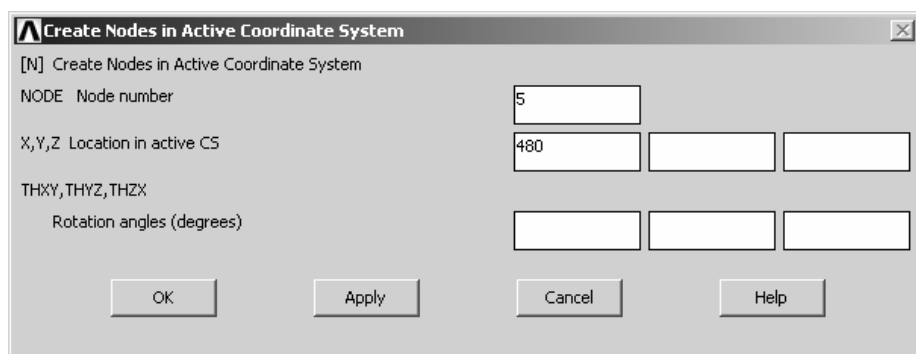 Create Nodes in Active Coordinate System
[N] Create Nodes in Active Coordinate System
NODE Node number 5
X,Y,Z Location in active CS 480
THXY,THYZ,THZX
Rotation angles (degrees)
OK Apply Cancel Help